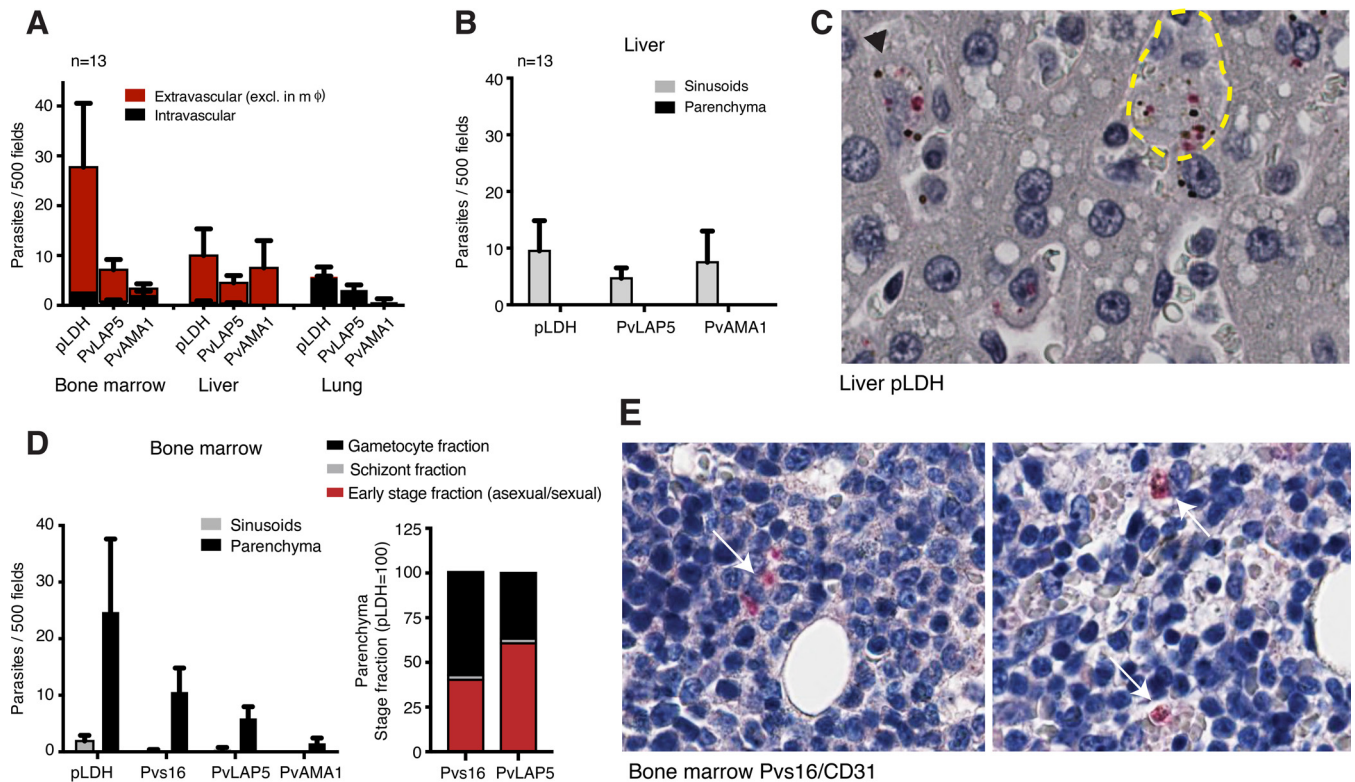 A
n=13
Extravascular (excl. in mϕ)
Intravascular
Parasites / 500 fields
40
30
20
10
0
pLDH
PvLAP5
PvAMA1
pLDH
PvLAP5
PvAMA1
pLDH
PvLAP5
PvAMA1
Bone marrow
Liver
Lung
B
Liver
n=13
Sinusoids
Parenchyma
Parasites / 500 fields
40
30
20
10
0
pLDH
PvLAP5
PvAMA1
C
Liver pLDH
D
Bone marrow
Gametocyte fraction
Schizont fraction
Early stage fraction (asexual/sexual)
Sinusoids
Parenchyma
Parasites / 500 fields
40
30
20
10
0
pLDH
Pvs16
PvLAP5
PvAMA1
Parenchyma
Stage fraction (pLDH=100)
125
100
75
50
25
0
Pvs16
PvLAP5
E
Bone marrow Pvs16/CD31